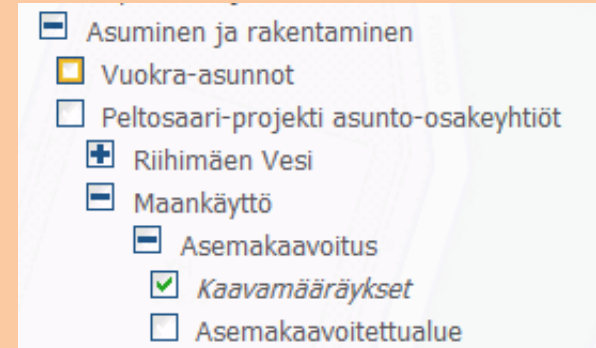 Asuminen ja rakentaminen
Vuokra-asunnot
Peltosaari-projekti asunto-osakeyhtiöt
Riihimäen Vesi
Maankäyttö
Asemakaavoitus
Kaavamääräykset
Asemakaavoitettualue